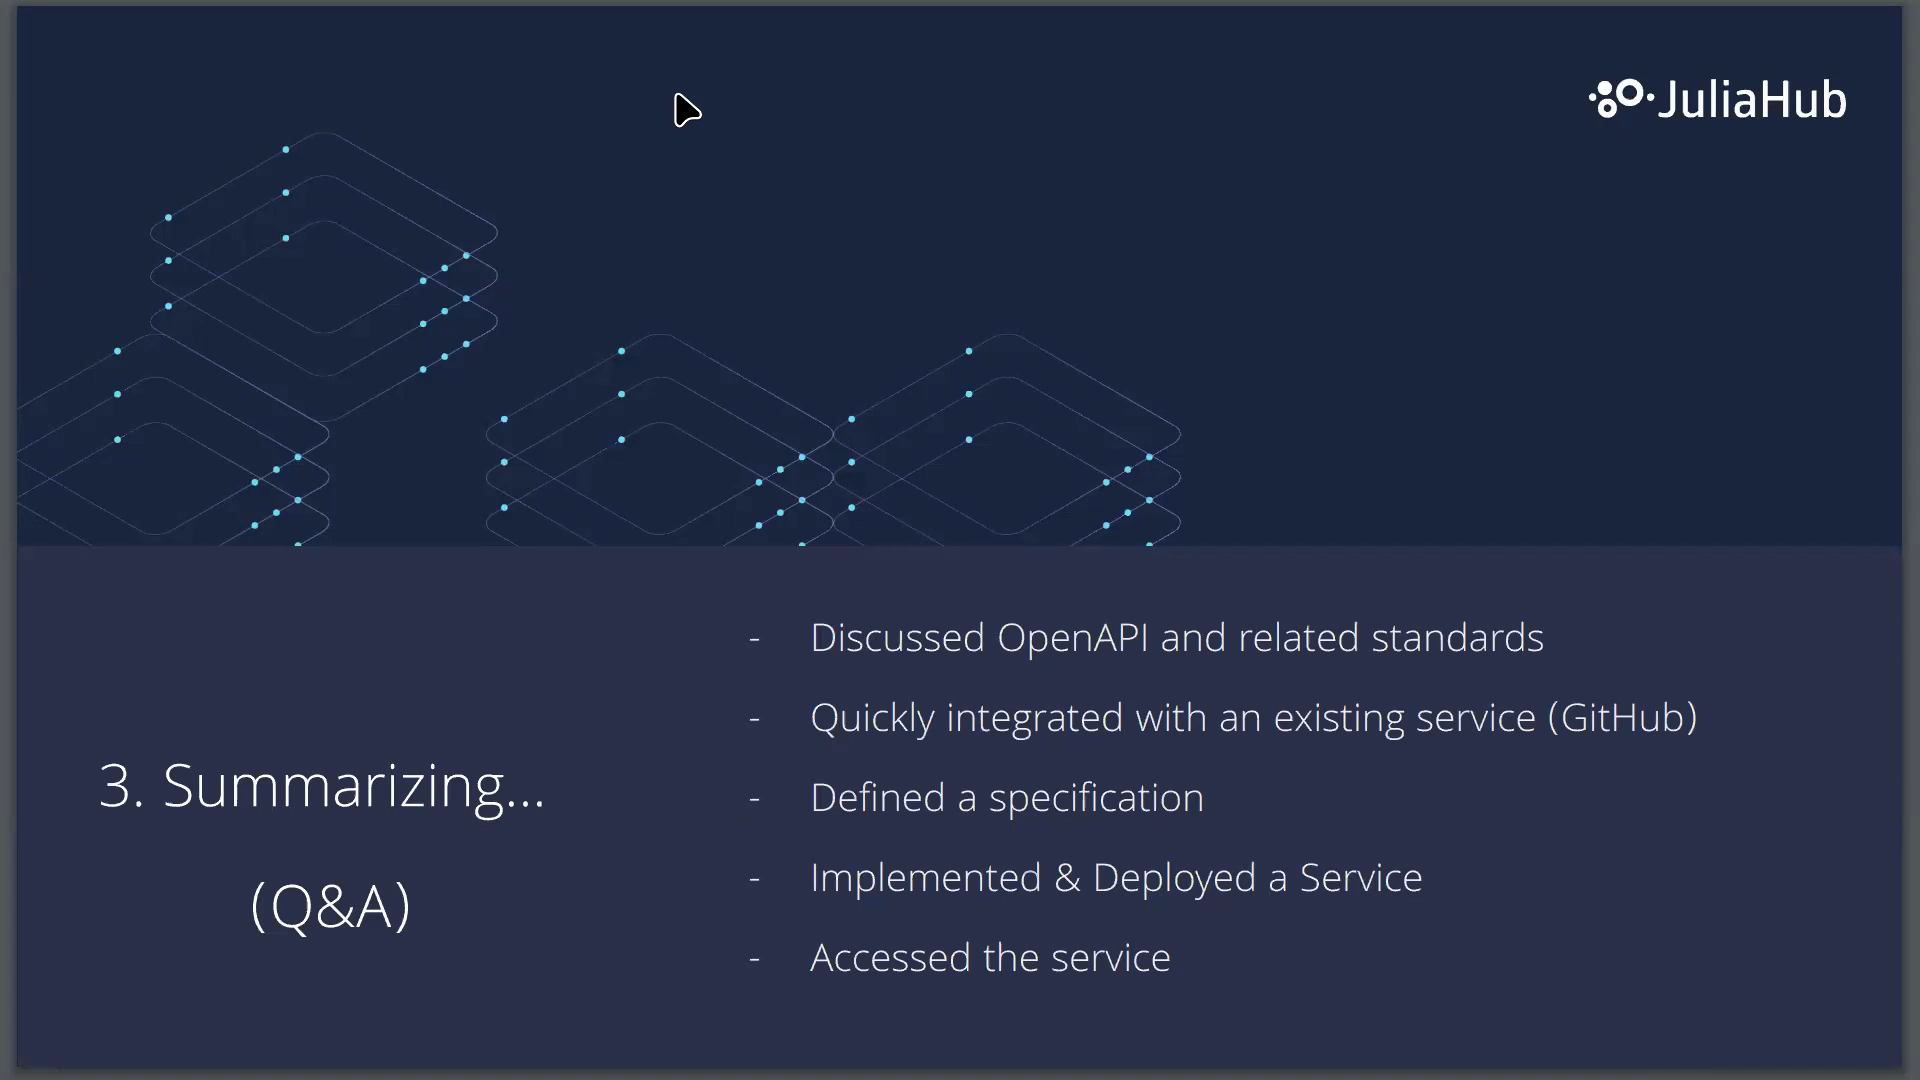 JuliaHub
3. Summarizing...
(Q&A)
- Discussed OpenAPI and related standards
- Quickly integrated with an existing service (GitHub)
- Defined a specification
- Implemented & Deployed a Service
- Accessed the service